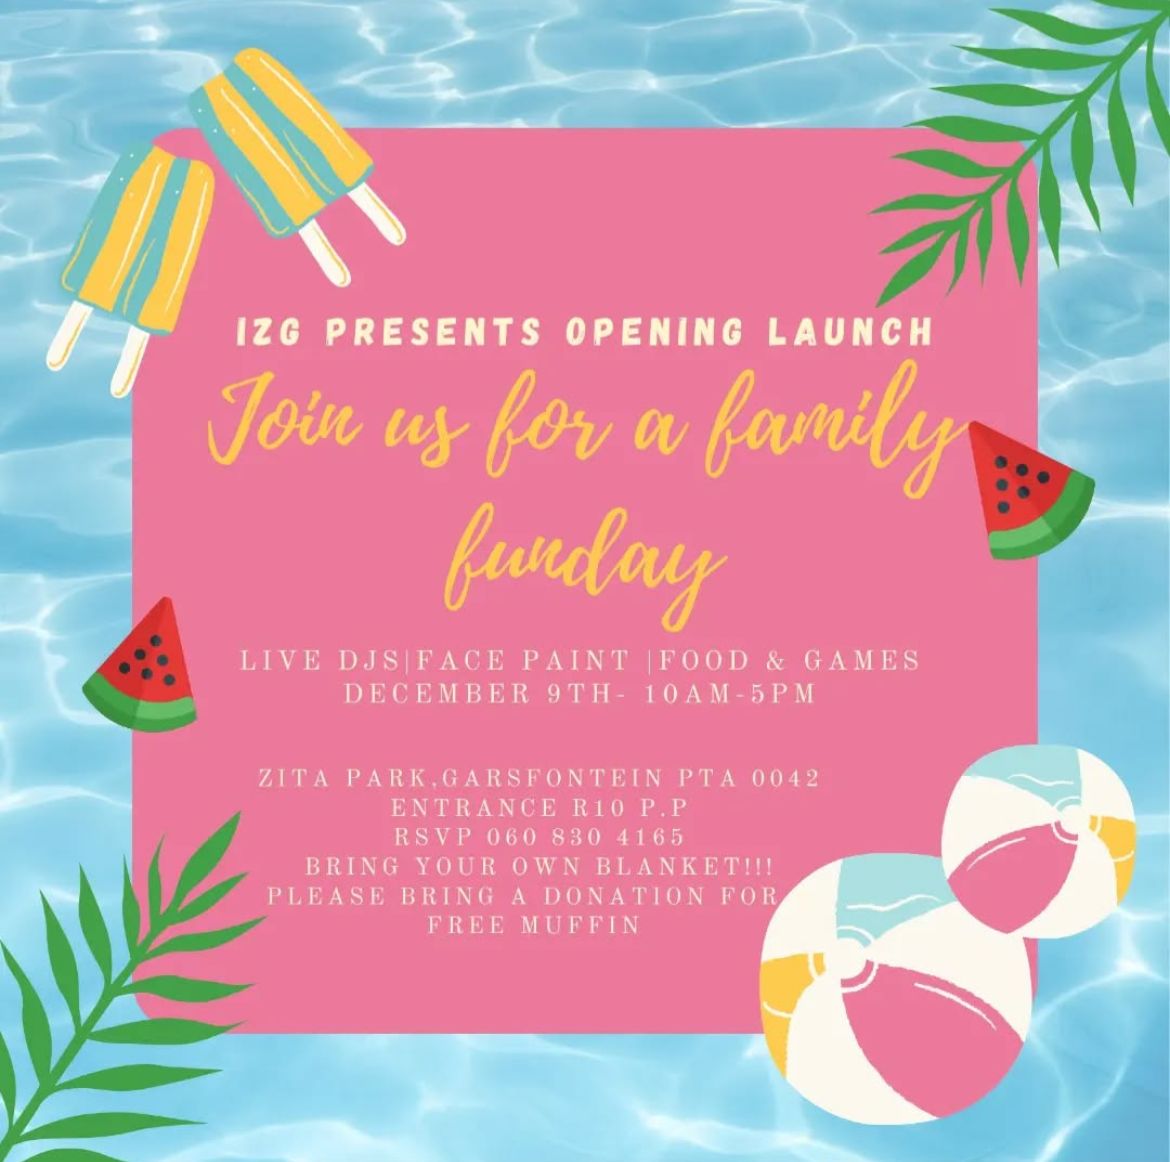 IZG PRESENTS OPENING LAUNCH
Join us for a family
funday
LIVE DJS|FACE PAINT |FOOD & GAMES
DECEMBER 9TH- 10AM-5PM
ZITA PARK,GARSFONTEIN PTA 0042
ENTRANCE R10 P.P
RSVP 060 830 4165
BRING YOUR OWN BLANKET!!!
PLEASE BRING A DONATION FOR
FREE MUFFIN